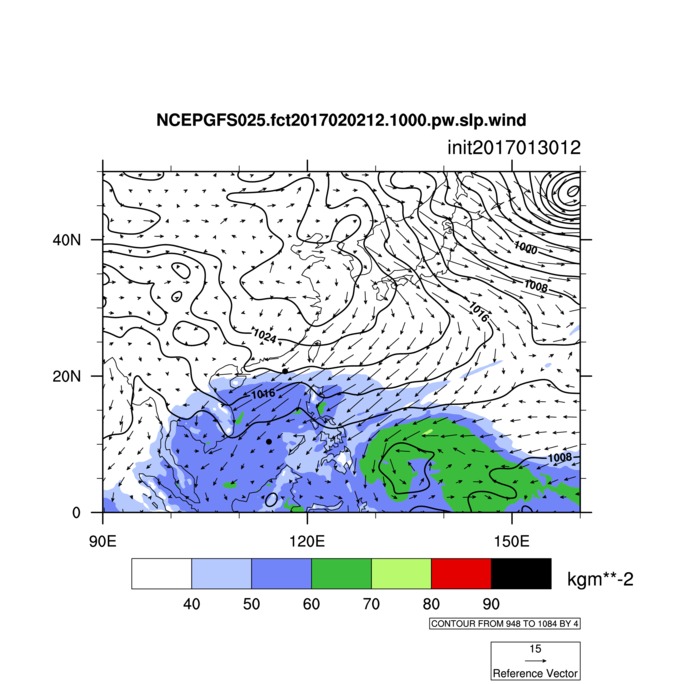 NCEPGFS025.fct2017020212.1000.pw.slp.wind
init2017013012
40N
1000
1008
1016
1024
20N
1016
1008
0
90E 120E 150E
40 50 60 70 80 90
kgm**-2
CONTOUR FROM 948 TO 1084 BY 4
15
Reference Vector